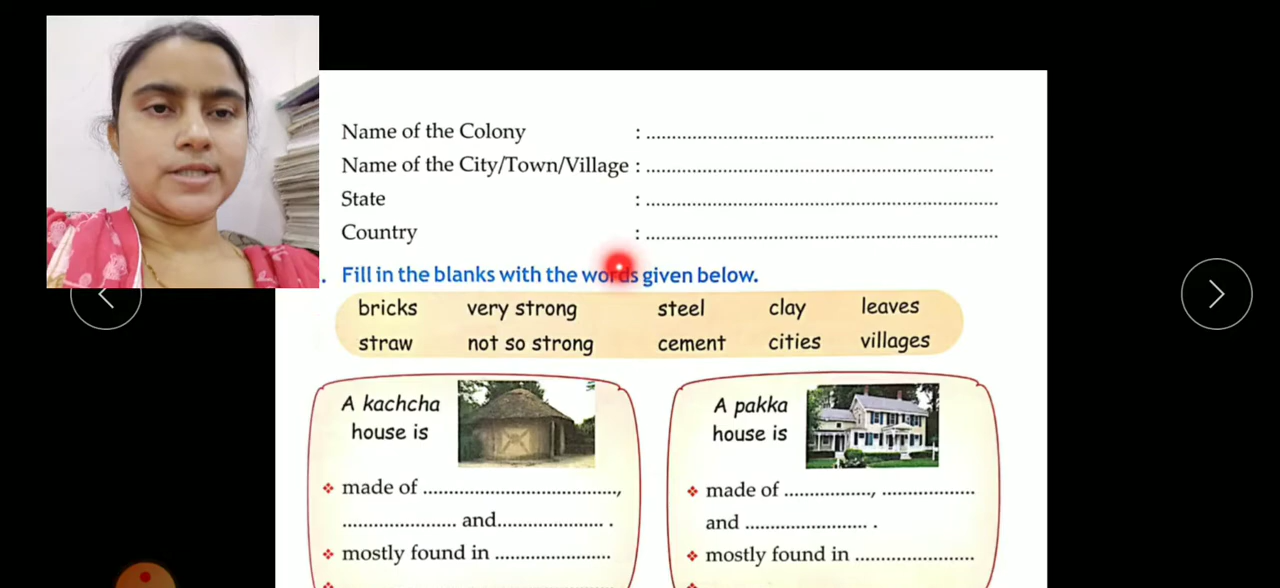 Name of the Colony : ..........................................................................
Name of the City/Town/Village : ..........................................................................
State : ..........................................................................
Country : ..........................................................................
. Fill in the blanks with the words given below.
bricks very strong steel clay leaves
straw not so strong cement cities villages
A kachcha
house is
❖ made of ..........................................,
........................ and....................... .
❖ mostly found in ........................
A pakka
house is
❖ made of ..................., ....................
and .......................... .
❖ mostly found in .........................